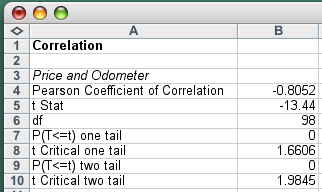 A B
1 Correlation
2
3 Price and Odometer
4 Pearson Coefficient of Correlation -0.8052
5 t Stat -13.44
6 df 98
7 P(T<=t) one tail 0
8 t Critical one tail 1.6606
9 P(T<=t) two tail 0
10 t Critical two tail 1.9845